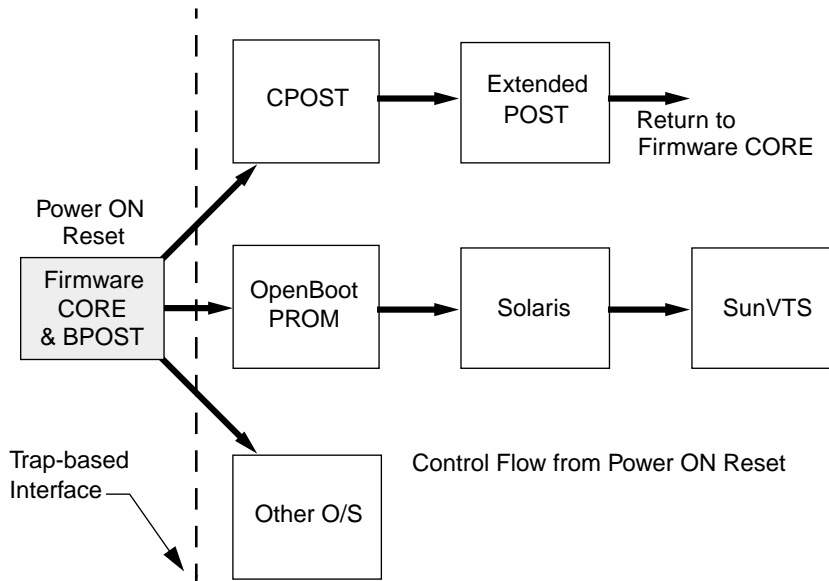 CPOST
Extended
POST
Return to
Firmware CORE
Power ON
Reset
Firmware
CORE
& BPOST
OpenBoot
PROM
Solaris
SunVTS
Trap-based
Interface
Other O/S
Control Flow from Power ON Reset